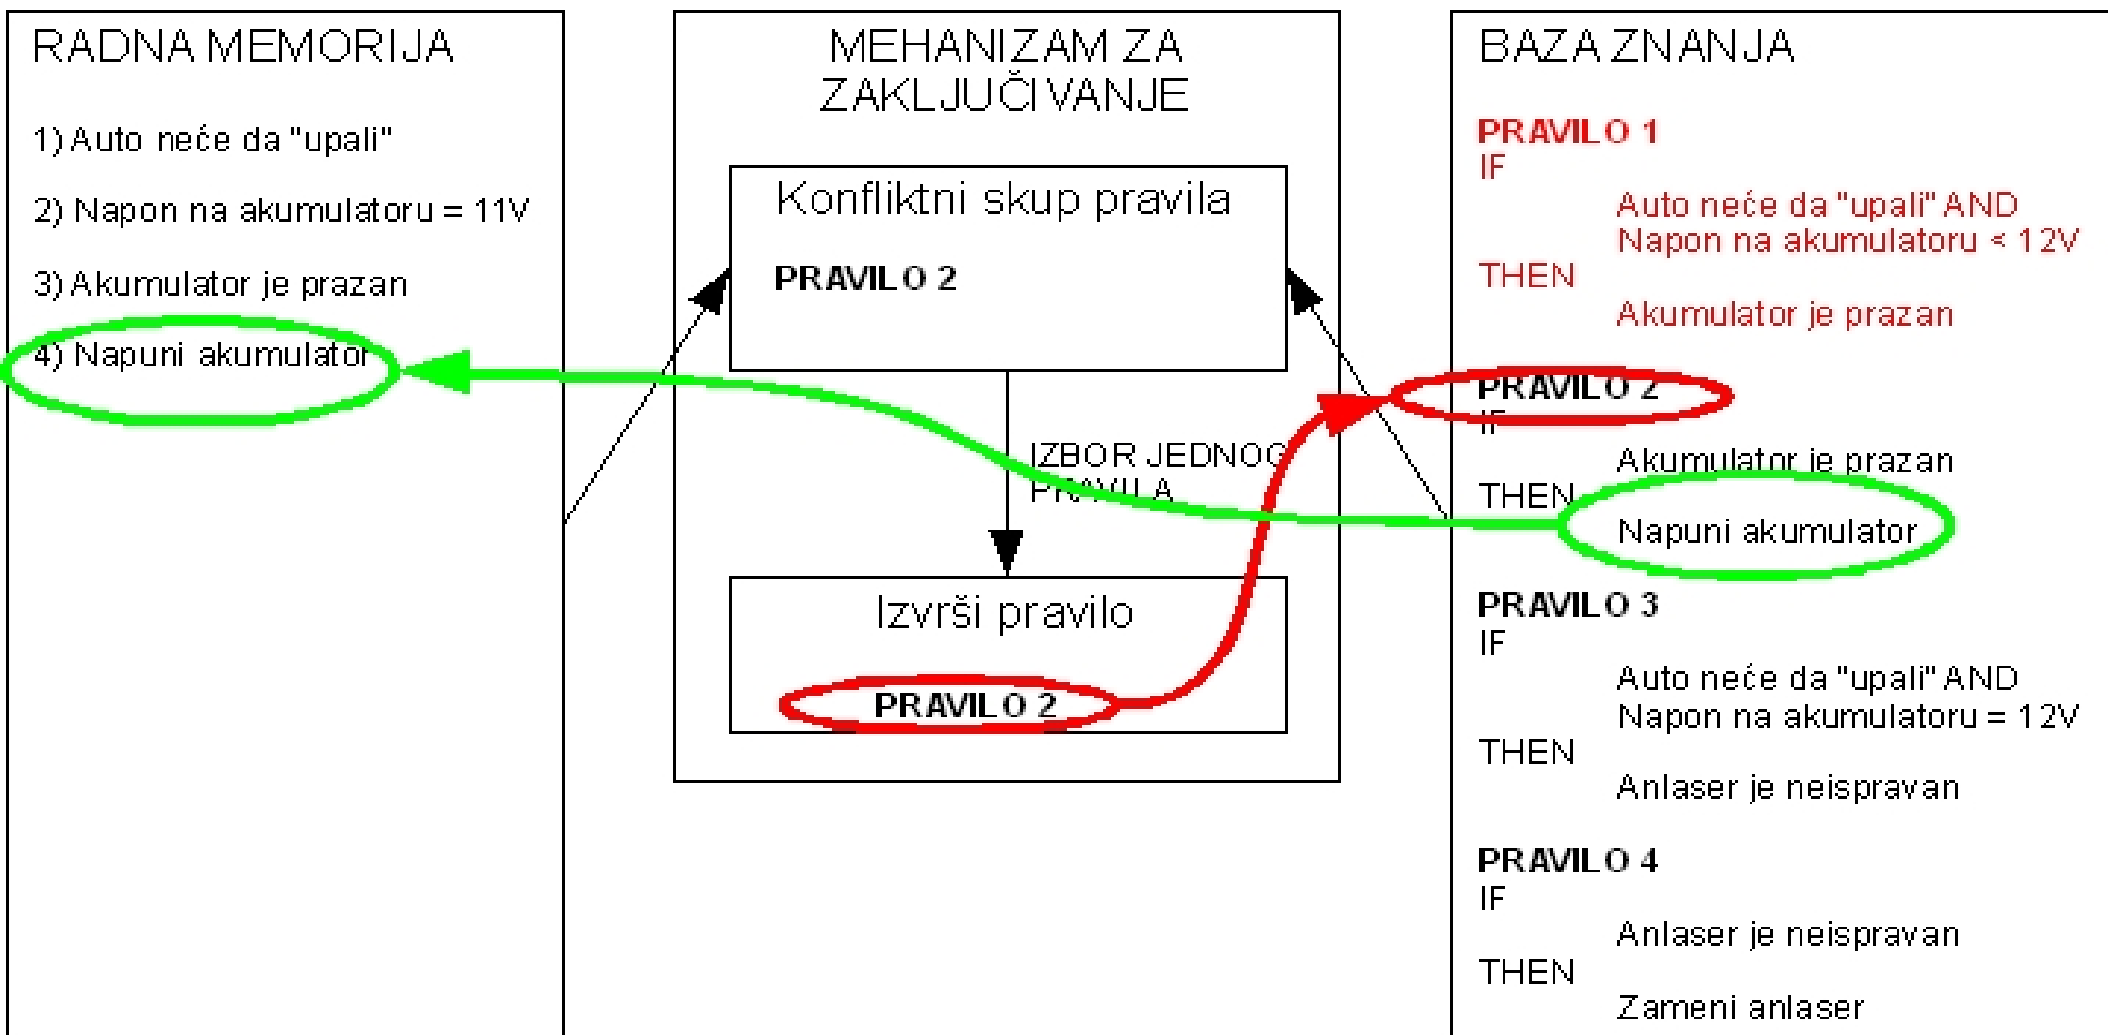 RADNA MEMORIJA
1) Auto neće da "upali"
2) Napon na akumulatoru = 11V
3) Akumulator je prazan
4) Napuni akumulator
MEHANIZAM ZA
ZAKLJUČIVANJE
Konfliktni skup pravila
PRAVILO 2
IZBOR JEDNOG
PRAVILA
Izvrši pravilo
PRAVILO 2
BAZA ZNANJA
PRAVILO 1
IF
Auto neće da "upali" AND
Napon na akumulatoru < 12V
THEN
Akumulator je prazan
PRAVILO 2
IF
Akumulator je prazan
THEN
Napuni akumulator
PRAVILO 3
IF
Auto neće da "upali" AND
Napon na akumulatoru = 12V
THEN
Anlaser je neispravan
PRAVILO 4
IF
Anlaser je neispravan
THEN
Zameni anlaser